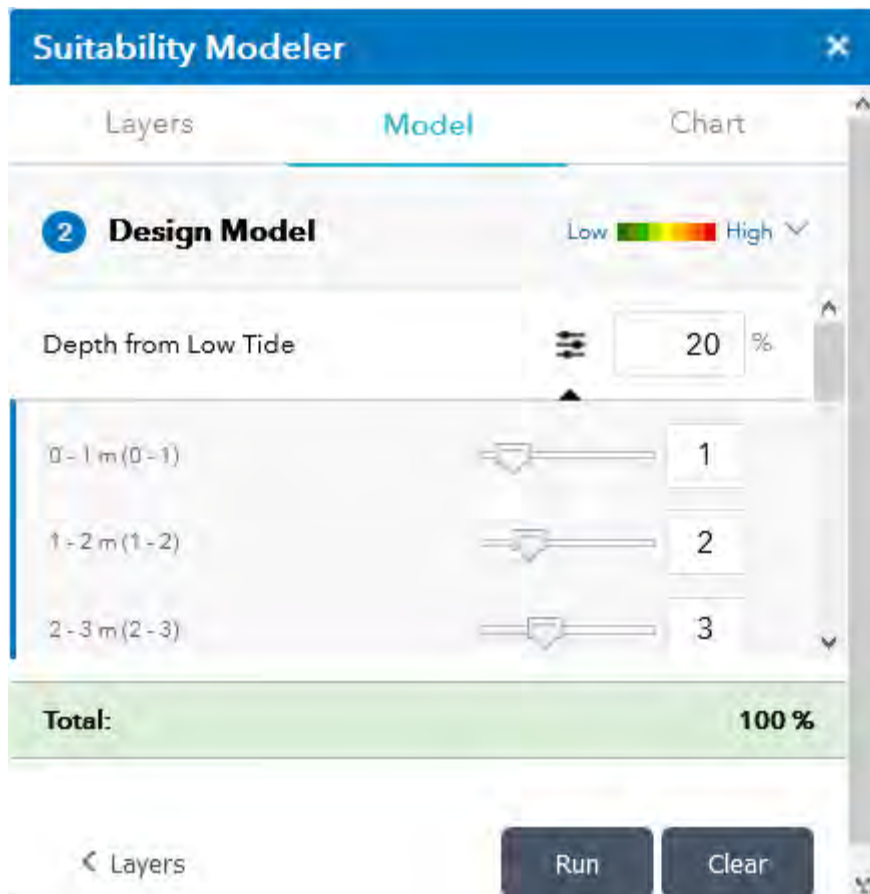 Suitability Modeler
Layers Model Chart
2 Design Model Low High
Depth from Low Tide 20 %
0 - 1 m (0 - 1) 1
1 - 2 m (1 - 2) 2
2 - 3 m (2 - 3) 3
Total: 100 %
< Layers Run Clear